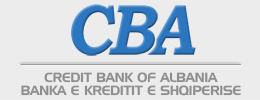 CBA
CREDIT BANK OF ALBANIA
BANKA E KREDITIT E SHQIPERISE